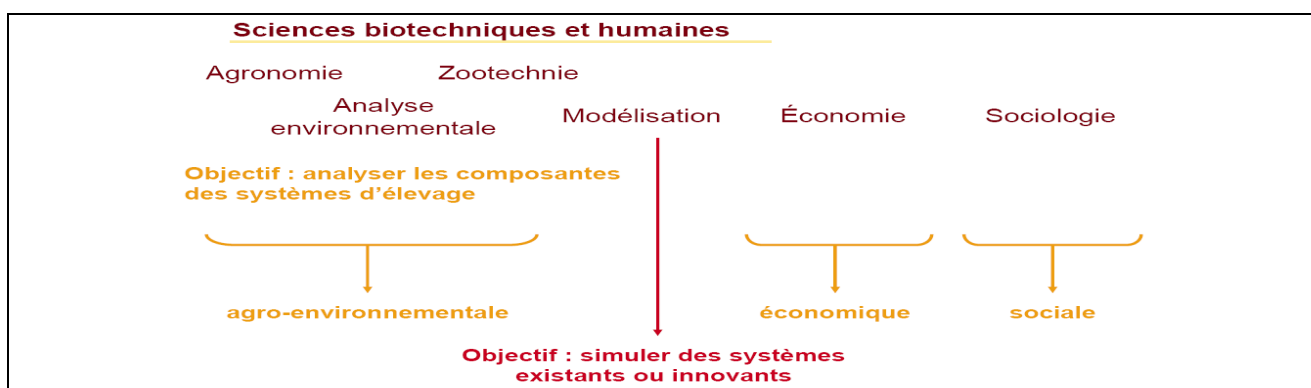 Sciences biotechniques et humaines
Agronomie Zootechnie
Analyse
environnementale
Modélisation Économie Sociologie
Objectif : analyser les composantes
des systèmes d'élevage
agro-environnementale économique sociale
Objectif : simuler des systèmes
existants ou innovants